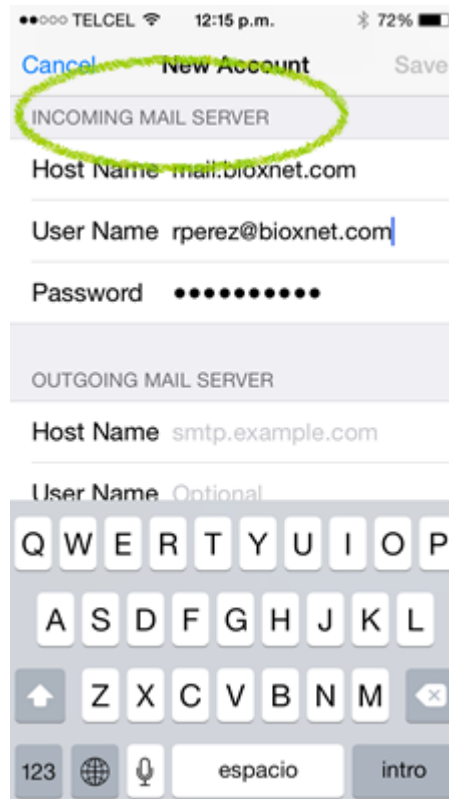 TELCEL 12:15 p.m. 72%
Cancel New Account Save
INCOMING MAIL SERVER
Host Name mail.bioxnet.com
User Name rperez@bioxnet.com
Password ••••••••••
OUTGOING MAIL SERVER
Host Name smtp.example.com
User Name Optional
Q W E R T Y U I O P
A S D F G H J K L
Z X C V B N M
123 espacio intro